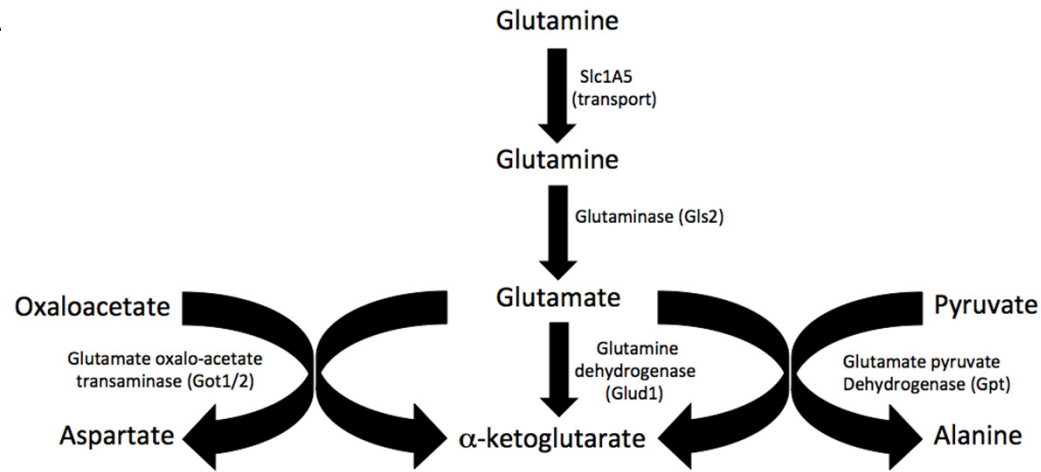 Glutamine
Slc1A5
(transport)
Glutamine
Glutaminase (Gls2)
Oxaloacetate
Glutamate
Pyruvate
Glutamate oxalo-acetate
transaminase (Got1/2)
Glutamine
dehydrogenase
(Glud1)
Glutamate pyruvate
Dehydrogenase (Gpt)
Aspartate
α-ketoglutarate
Alanine